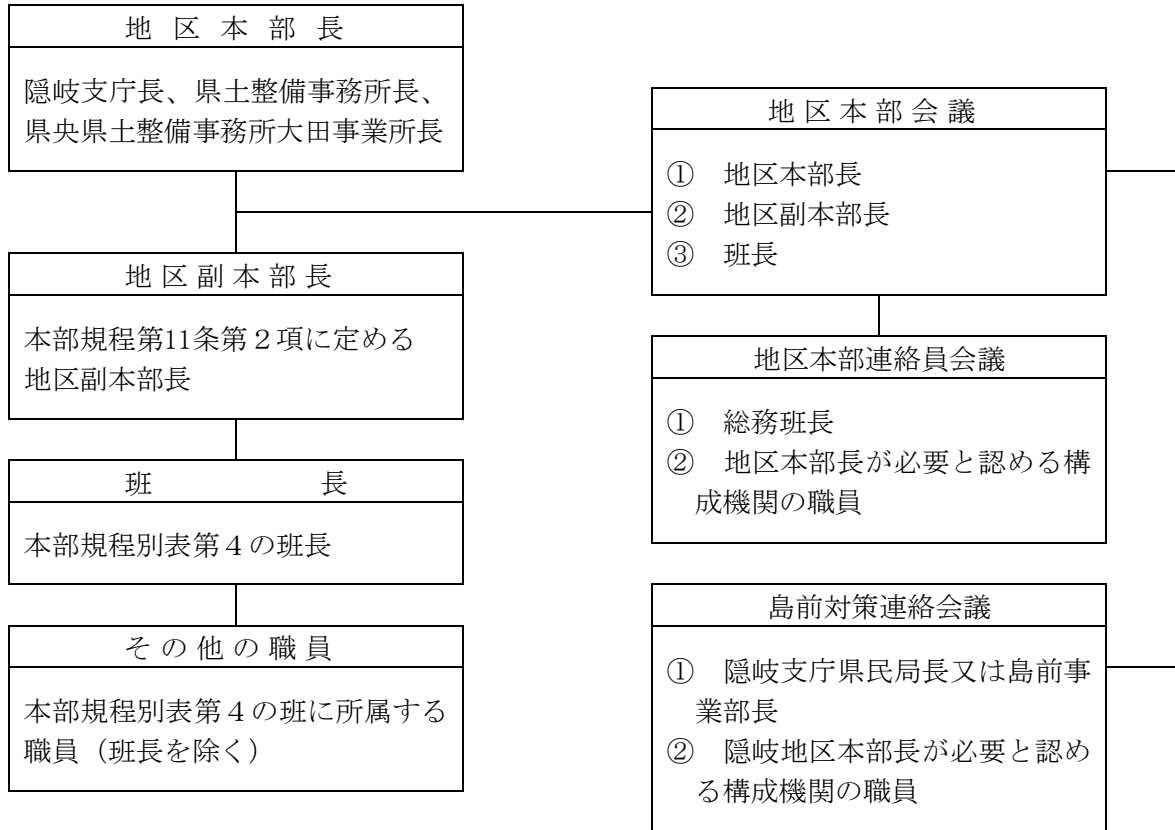 地区本部長
隠岐支庁長、県土整備事務所長、
県央県土整備事務所大田事業所長
地区副本部長
本部規程第11条第２項に定める
地区副本部長
班長
本部規程別表第４の班長
その他の職員
本部規程別表第４の班に所属する
職員（班長を除く）
地区本部会議
①　地区本部長
②　地区副本部長
③　班長
地区本部連絡員会議
①　総務班長
②　地区本部長が必要と認める構
成機関の職員
島前対策連絡会議
①　隠岐支庁県民局長又は島前事
業部長
②　隠岐地区本部長が必要と認め
る構成機関の職員